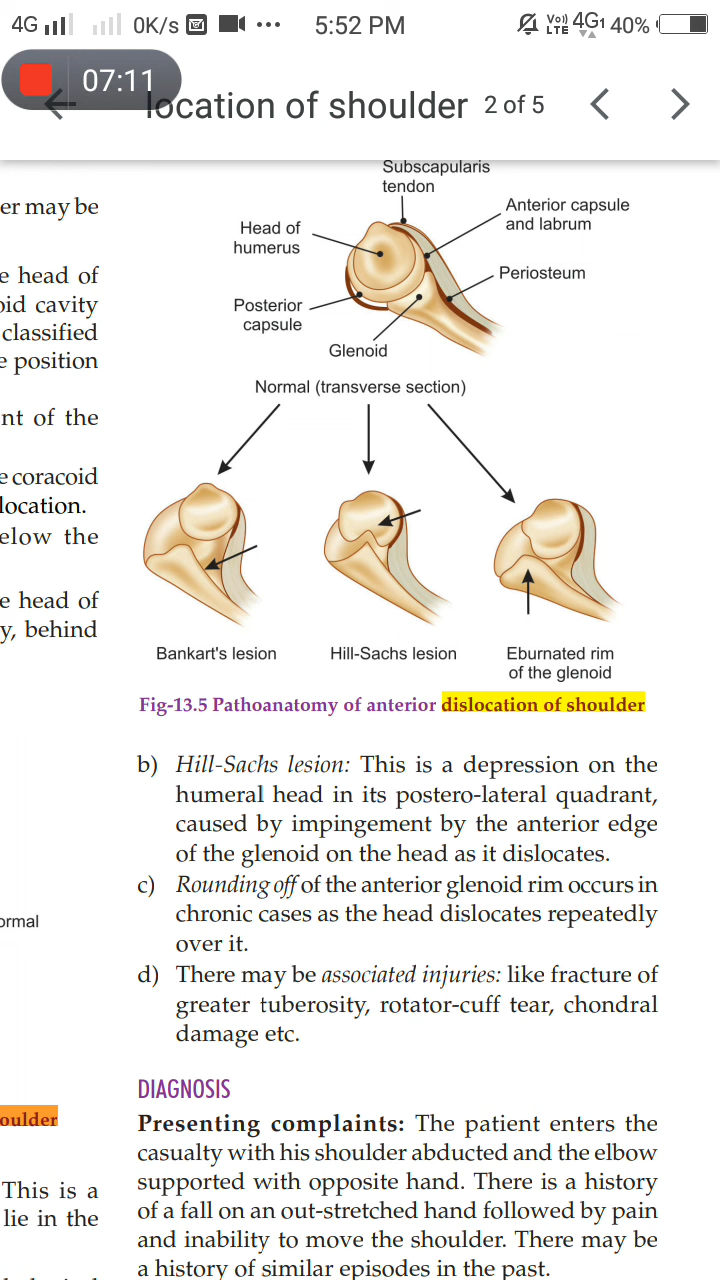 4G 0K/s 5:52 PM Vo)) LTE 4G1 40%
07:11
location of shoulder 2 of 5
er may be
e head of
oid cavity
classified
e position
nt of the
e coracoid
location.
elow the
e head of
y, behind
ormal
oulder
This is a
lie in the
Subscapularis
tendon
Anterior capsule
and labrum
Head of
humerus
Periosteum
Posterior
capsule
Glenoid
Normal (transverse section)
Bankart's lesion
Hill-Sachs lesion
Eburnated rim
of the glenoid
Fig-13.5 Pathoanatomy of anterior dislocation of shoulder
b) Hill-Sachs lesion: This is a depression on the
humeral head in its postero-lateral quadrant,
caused by impingement by the anterior edge
of the glenoid on the head as it dislocates.
c) Rounding off of the anterior glenoid rim occurs in
chronic cases as the head dislocates repeatedly
over it.
d) There may be associated injuries: like fracture of
greater tuberosity, rotator-cuff tear, chondral
damage etc.
DIAGNOSIS
Presenting complaints: The patient enters the
casualty with his shoulder abducted and the elbow
supported with opposite hand. There is a history
of a fall on an out-stretched hand followed by pain
and inability to move the shoulder. There may be
a history of similar episodes in the past.